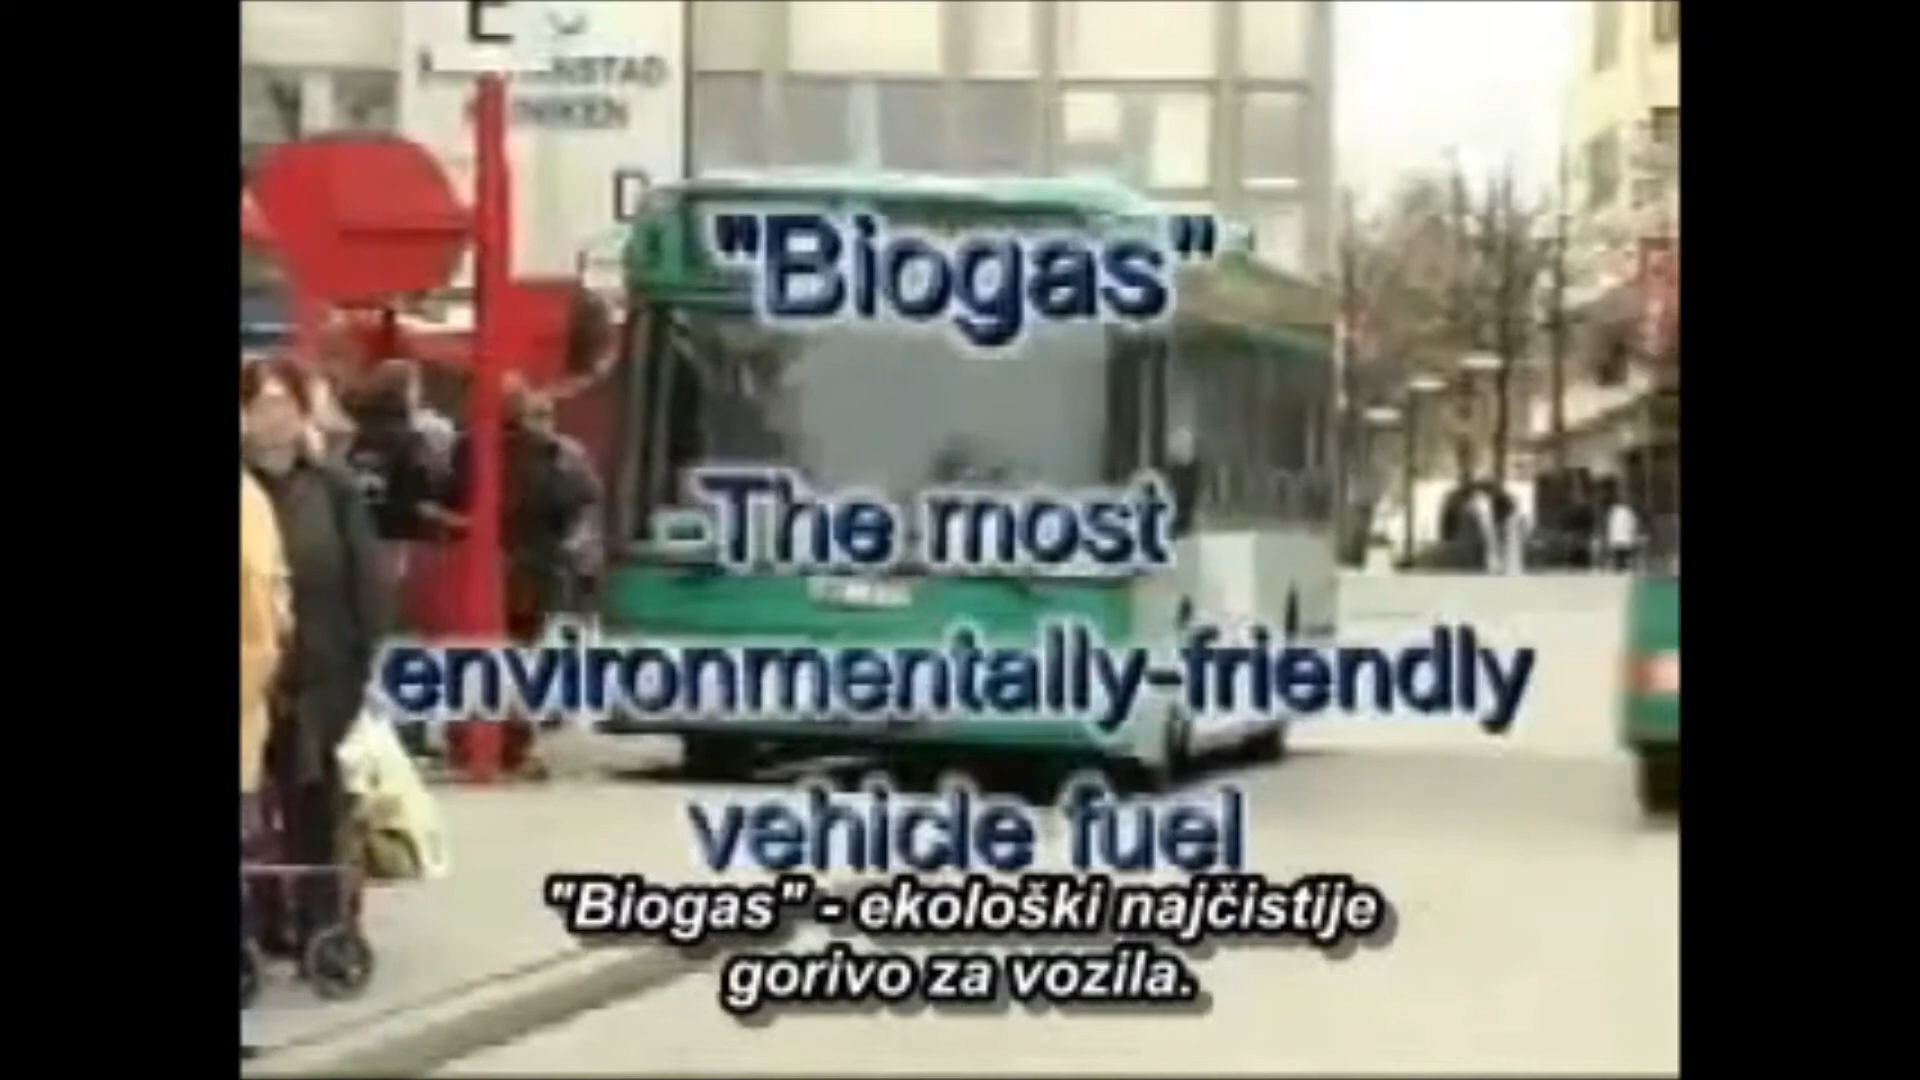 "Biogas"
-The most
environmentally-friendly
vehicle fuel
"Biogas" - ekološki najčistije
gorivo za vozila.